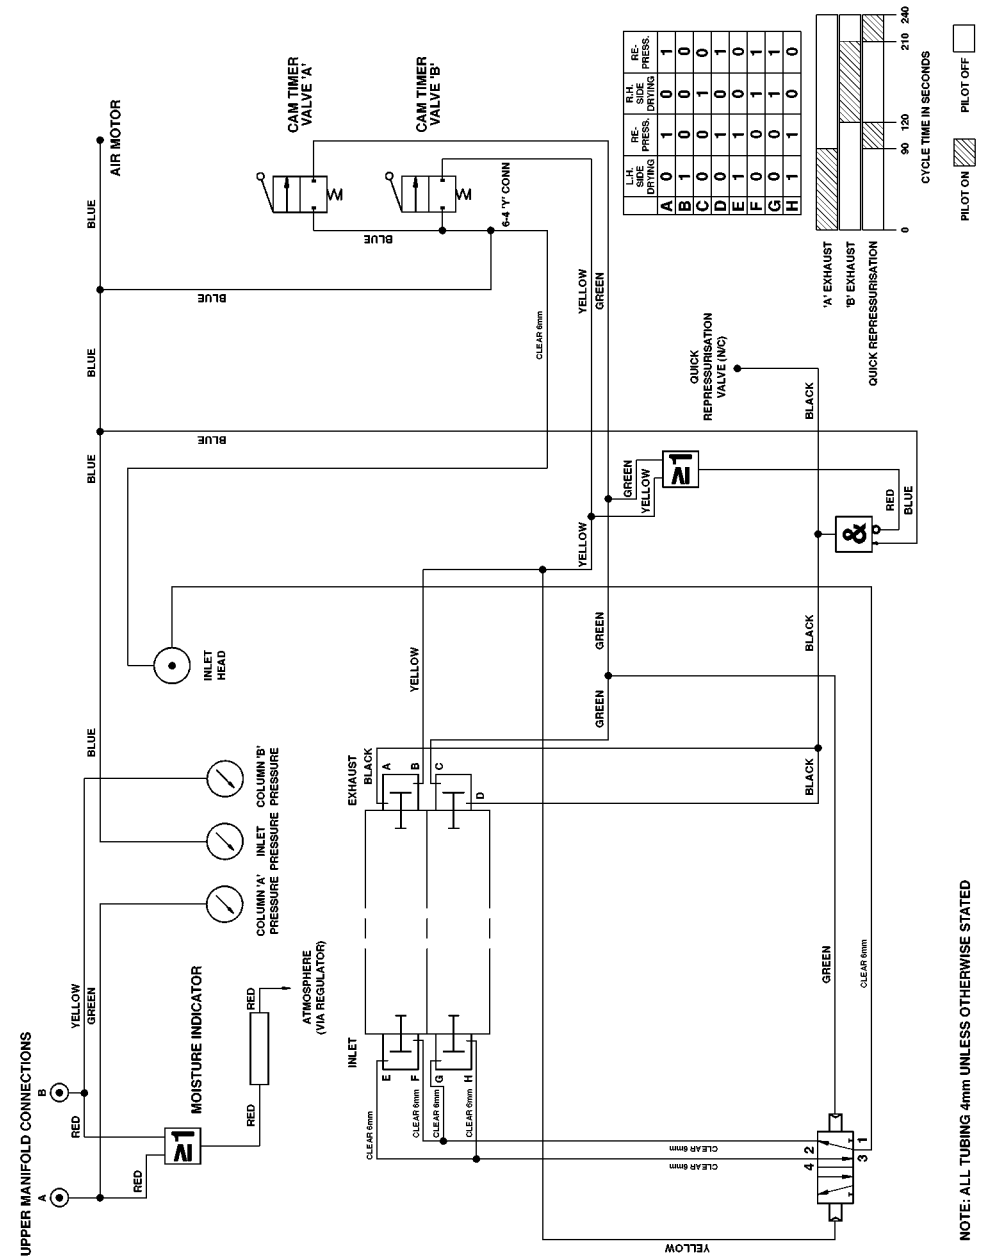 UPPER MANIFOLD CONNECTIONS
A
B
RED
RED
YELLOW
GREEN
BLUE
BLUE
BLUE
BLUE
AIR MOTOR
RED
≥1
MOISTURE INDICATOR
RED
RED
ATMOSPHERE
(VIA REGULATOR)
COLUMN 'A'
PRESSURE
INLET
PRESSURE
COLUMN 'B'
PRESSURE
INLET
HEAD
BLUE
BLUE
BLUE
CAM TIMER
VALVE 'A'
CAM TIMER
VALVE 'B'
6-4 'Y' CONN
CLEAR 6mm
YELLOW
GREEN
INLET
E
F
G
H
CLEAR 6mm
CLEAR 6mm
CLEAR 6mm
CLEAR 6mm
EXHAUST
BLACK
A
B
C
D
YELLOW
YELLOW
GREEN
GREEN
GREEN
YELLOW
≥1
QUICK
REPRESSURISATION
VALVE (N/C)
BLACK
BLACK
BLACK
&
RED
BLUE
CLEAR 6mm
CLEAR 6mm
YELLOW
4 2
3 1
GREEN
CLEAR 6mm
L.H. SIDE DRYING RE-PRESS. R.H. SIDE DRYING RE-PRESS.
A 0 1 0 1
B 1 0 0 0
C 0 0 1 0
D 0 1 0 1
E 1 1 0 0
F 0 0 1 1
G 0 0 1 1
H 1 1 0 0
'A' EXHAUST
'B' EXHAUST
QUICK REPRESSURISATION
0 90 120 210 240
CYCLE TIME IN SECONDS
PILOT ON
PILOT OFF
NOTE: ALL TUBING 4mm UNLESS OTHERWISE STATED